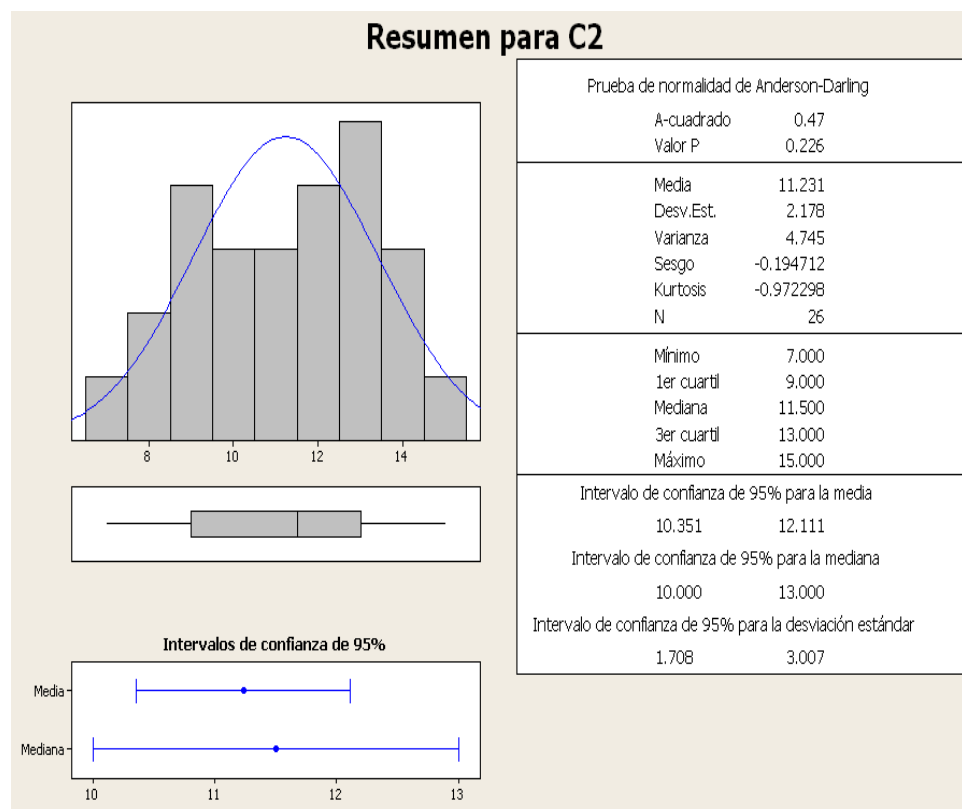 Resumen para C2
8 10 12 14
Intervalos de confianza de 95%
Media
Mediana
10 11 12 13
Prueba de normalidad de Anderson-Darling
A-cuadrado 0.47
Valor P 0.226
Media 11.231
Desv.Est. 2.178
Varianza 4.745
Sesgo -0.194712
Kurtosis -0.972298
N 26
Mínimo 7.000
1er cuartil 9.000
Mediana 11.500
3er cuartil 13.000
Máximo 15.000
Intervalo de confianza de 95% para la media
10.351 12.111
Intervalo de confianza de 95% para la mediana
10.000 13.000
Intervalo de confianza de 95% para la desviación estándar
1.708 3.007